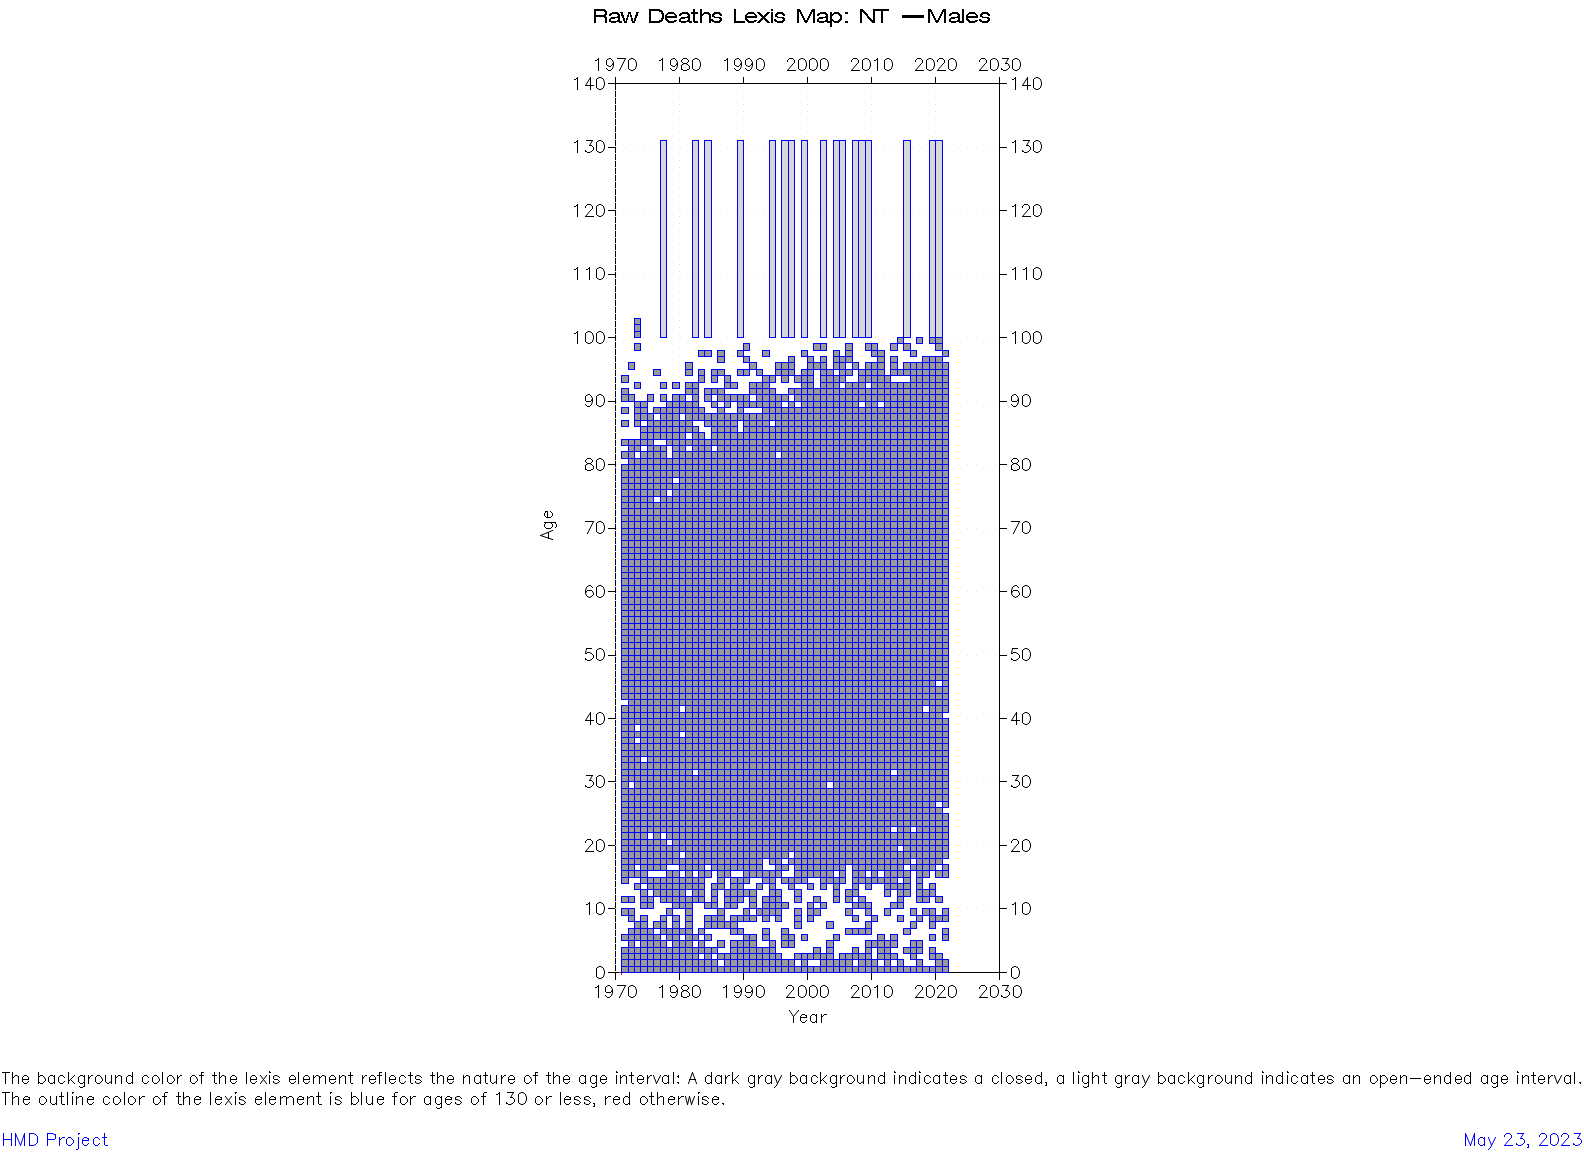 Raw Deaths Lexis Map: NT —Males
1970 1980 1990 2000 2010 2020 2030
140 140
130 130
120 120
110 110
100 100
90 90
80 80
70 70
Age
60 60
50 50
40 40
30 30
20 20
10 10
0 0
1970 1980 1990 2000 2010 2020 2030
Year
The background color of the lexis element reflects the nature of the age interval: A dark gray background indicates a closed, a light gray background indicates an open—ended age interval.
The outline color of the lexis element is blue for ages of 130 or less, red otherwise.
HMD Project May 23, 2023